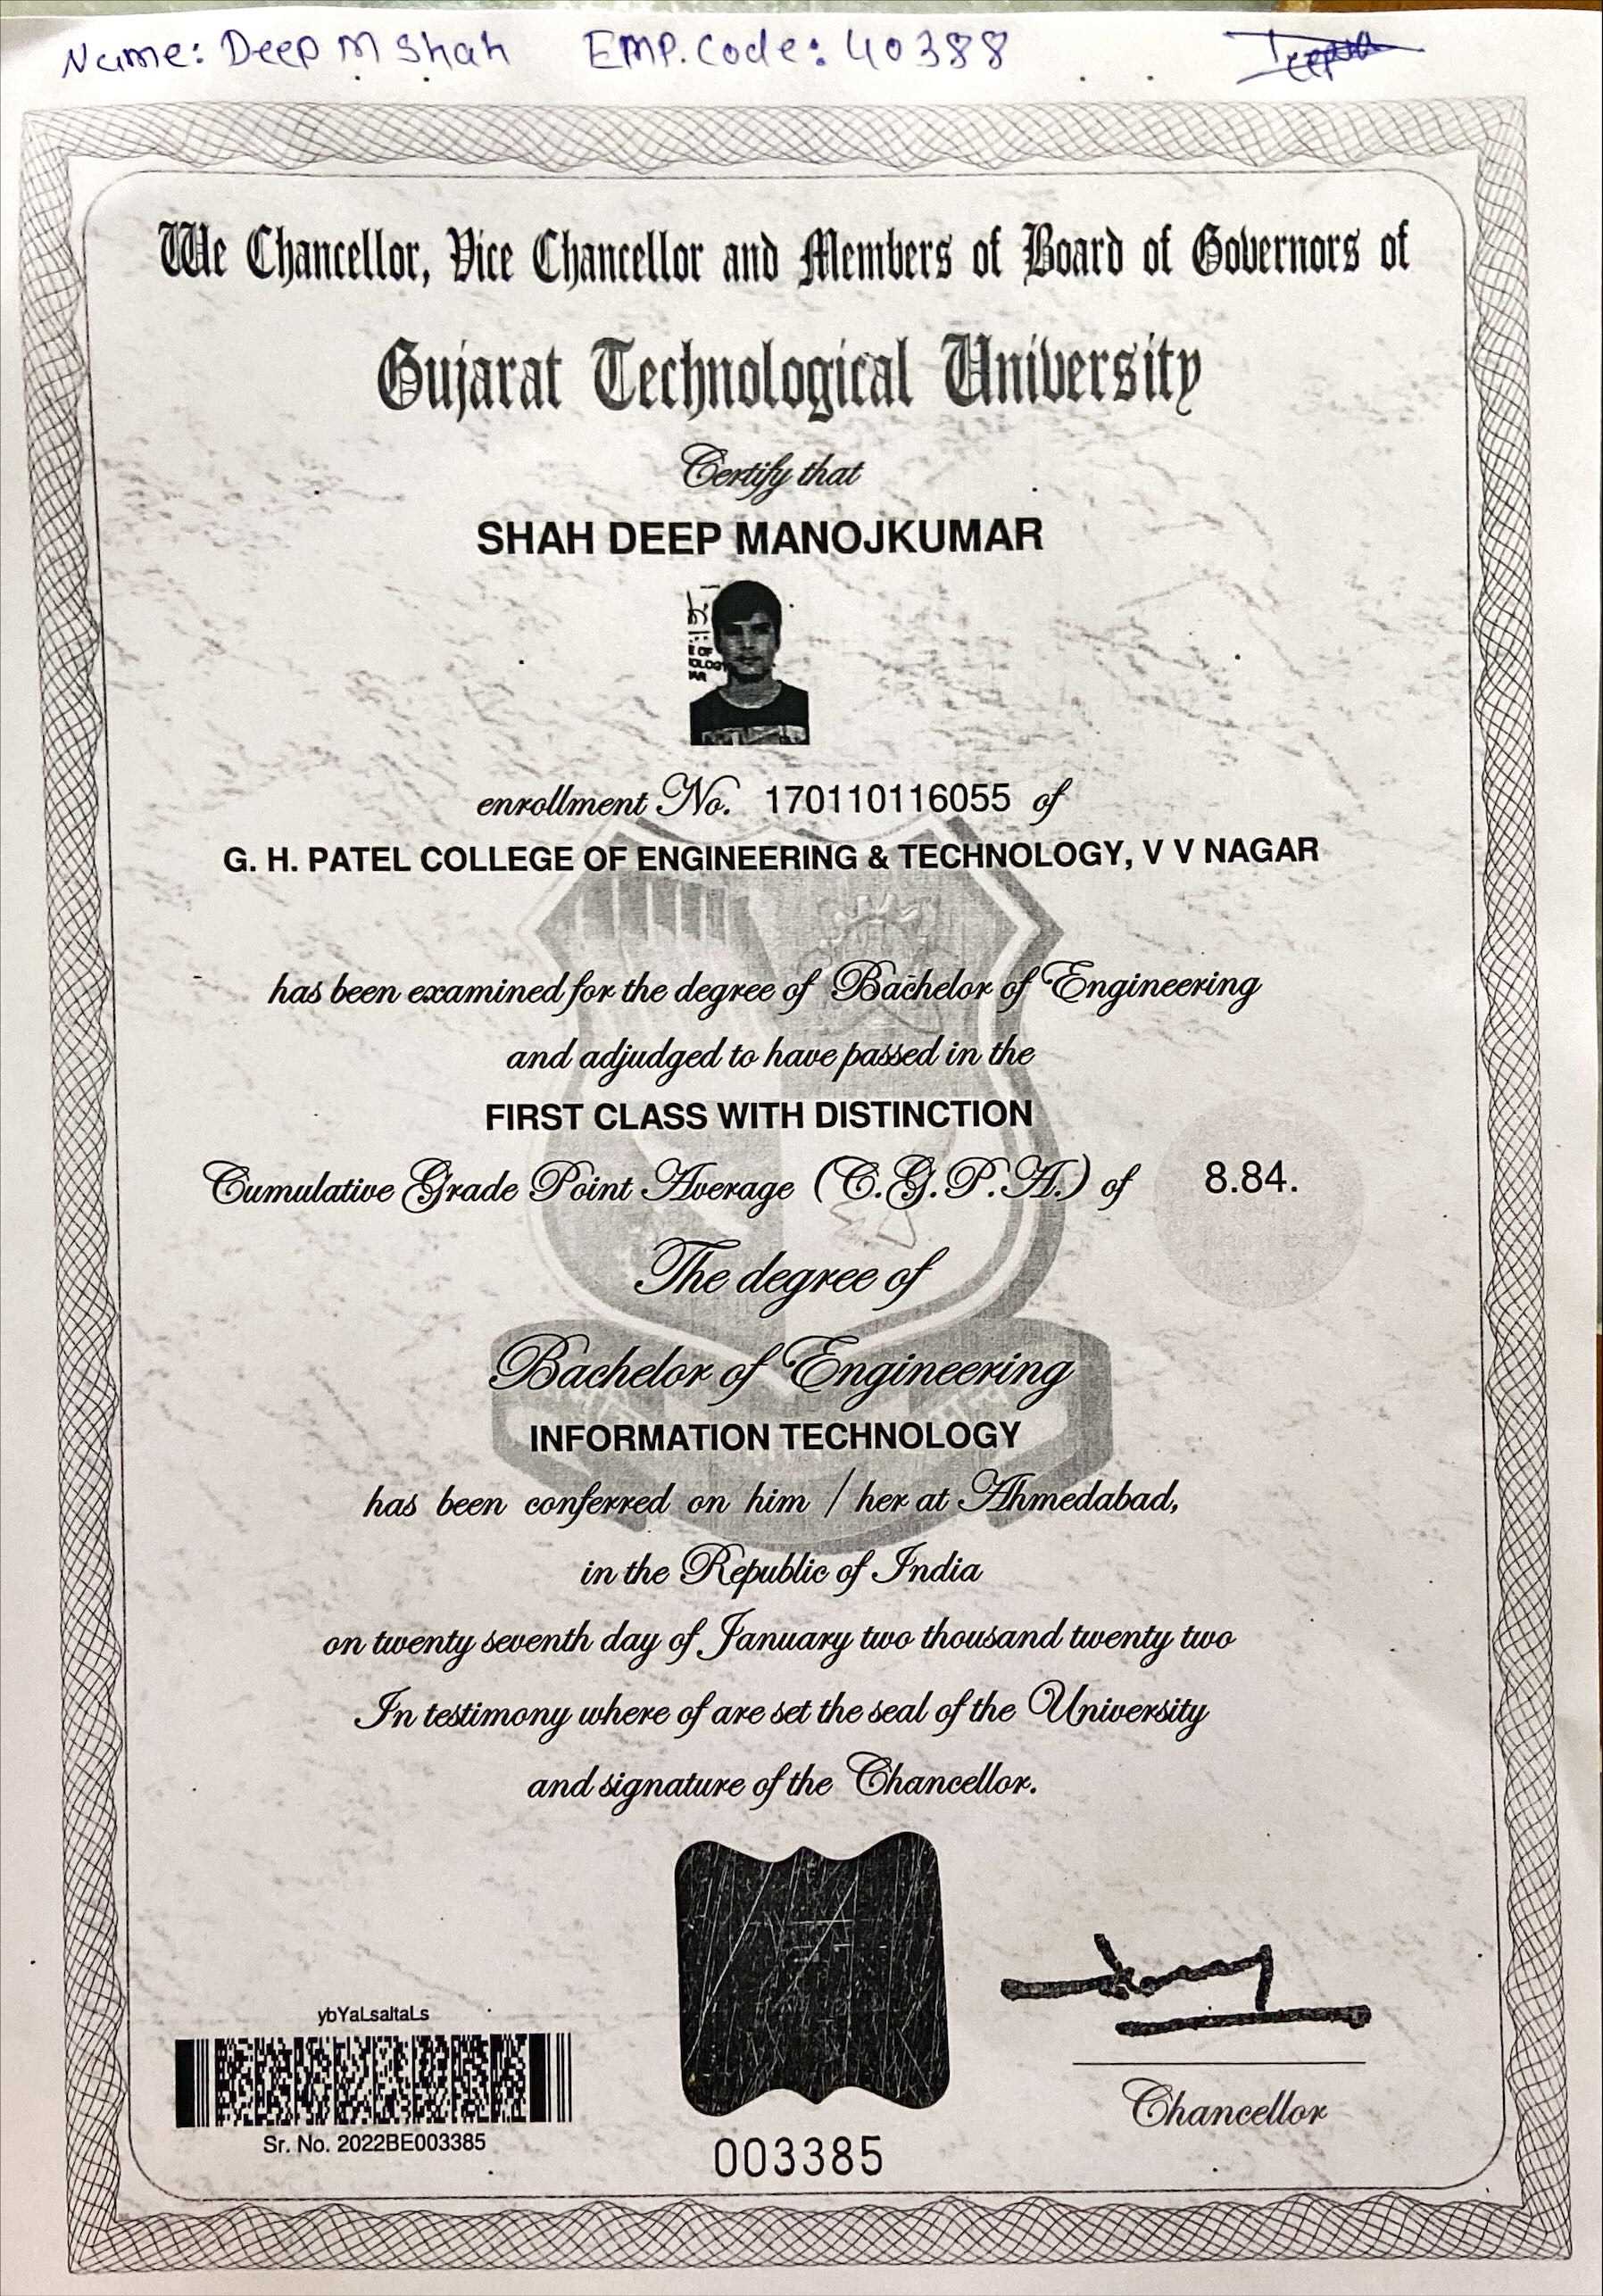 Name: Deep M Shah EMP. Code: 40388
We Chancellor, Vice Chancellor and Members of Board of Governors of
Gujarat Technological University
Certify that
SHAH DEEP MANOJKUMAR
E OF
OLOGY
enrollment No. 170110116055 of
G. H. PATEL COLLEGE OF ENGINEERING & TECHNOLOGY, V V NAGAR
has been examined for the degree of Bachelor of Engineering
and adjudged to have passed in the
FIRST CLASS WITH DISTINCTION
Cumulative Grade Point Average (C.G.P.A.) of 8.84.
The degree of
Bachelor of Engineering
INFORMATION TECHNOLOGY
has been conferred on him / her at Ahmedabad,
in the Republic of India
on twenty seventh day of January two thousand twenty two
In testimony where of are set the seal of the University
and signature of the Chancellor.
ybYaLsaltaLs
Sr. No. 2022BE003385
003385
Chancellor